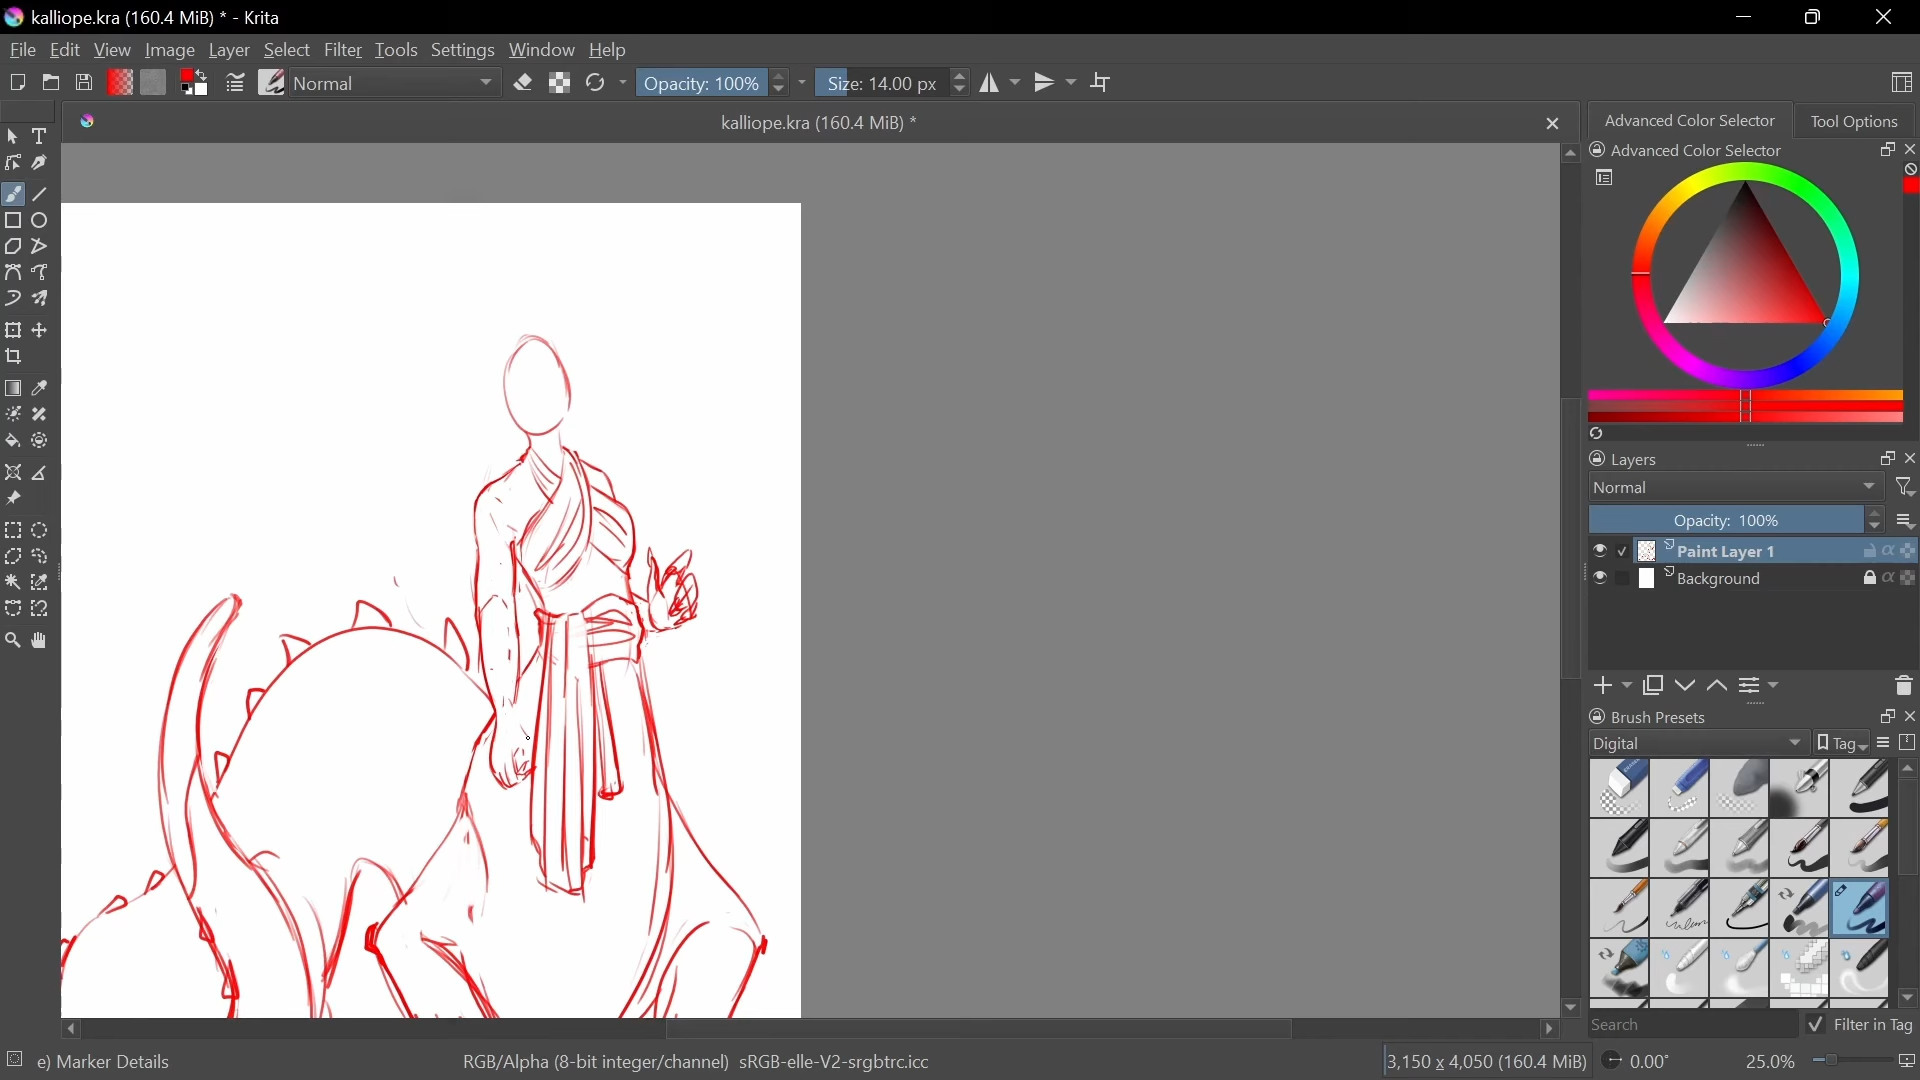 kalliope.kra (160.4 MiB) * - Krita
File Edit View Image Layer Select Filter Tools Settings Window Help
Normal Opacity: 100% Size: 14.00 px
kalliope.kra (160.4 MiB) *
Advanced Color Selector Tool Options
Advanced Color Selector
Layers
Normal
Opacity: 100%
Paint Layer 1
Background
Brush Presets
Digital Tag
Search Filter in Tag
e) Marker Details RGB/Alpha (8-bit integer/channel) sRGB-elle-V2-srgbtrc.icc 3,150 x 4,050 (160.4 MiB) 0.00° 25.0%